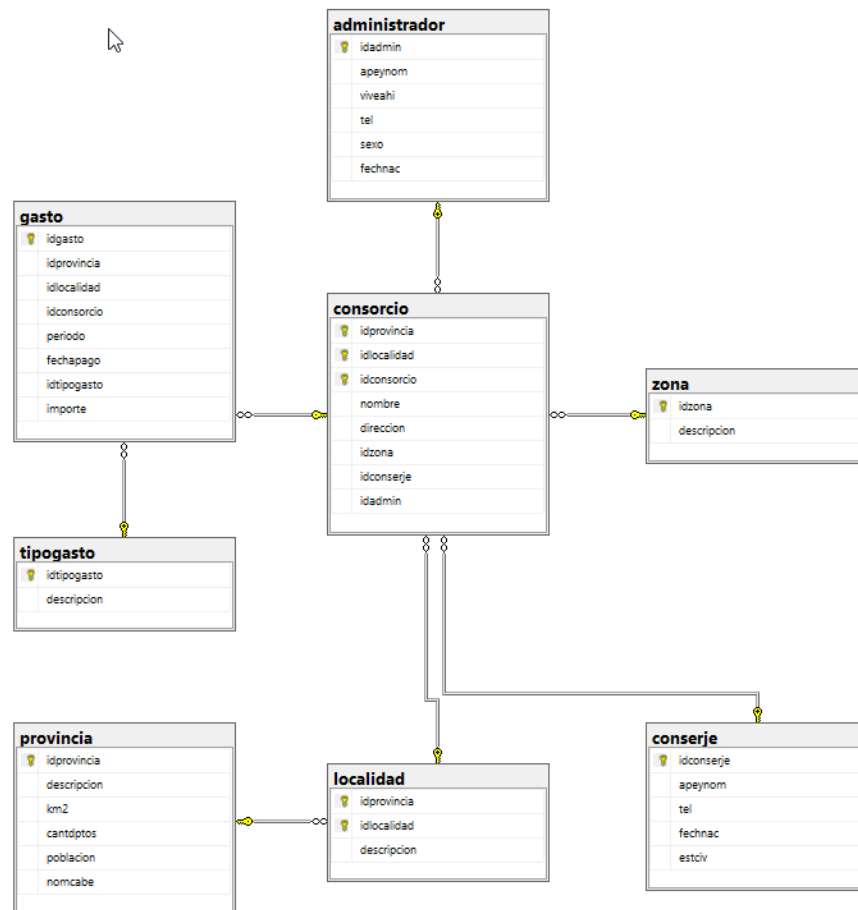 administrador
idadmin
apeynom
viveahi
tel
sexo
fechnac
gasto
idgasto
idprovincia
idlocalidad
idconsorcio
periodo
fechapago
idtipogasto
importe
consorcio
idprovincia
idlocalidad
idconsorcio
nombre
direccion
idzona
idconserje
idadmin
zona
idzona
descripcion
tipogasto
idtipogasto
descripcion
provincia
idprovincia
descripcion
km2
cantdptos
poblacion
nomcabe
localidad
idprovincia
idlocalidad
descripcion
conserje
idconserje
apeynom
tel
fechnac
estciv